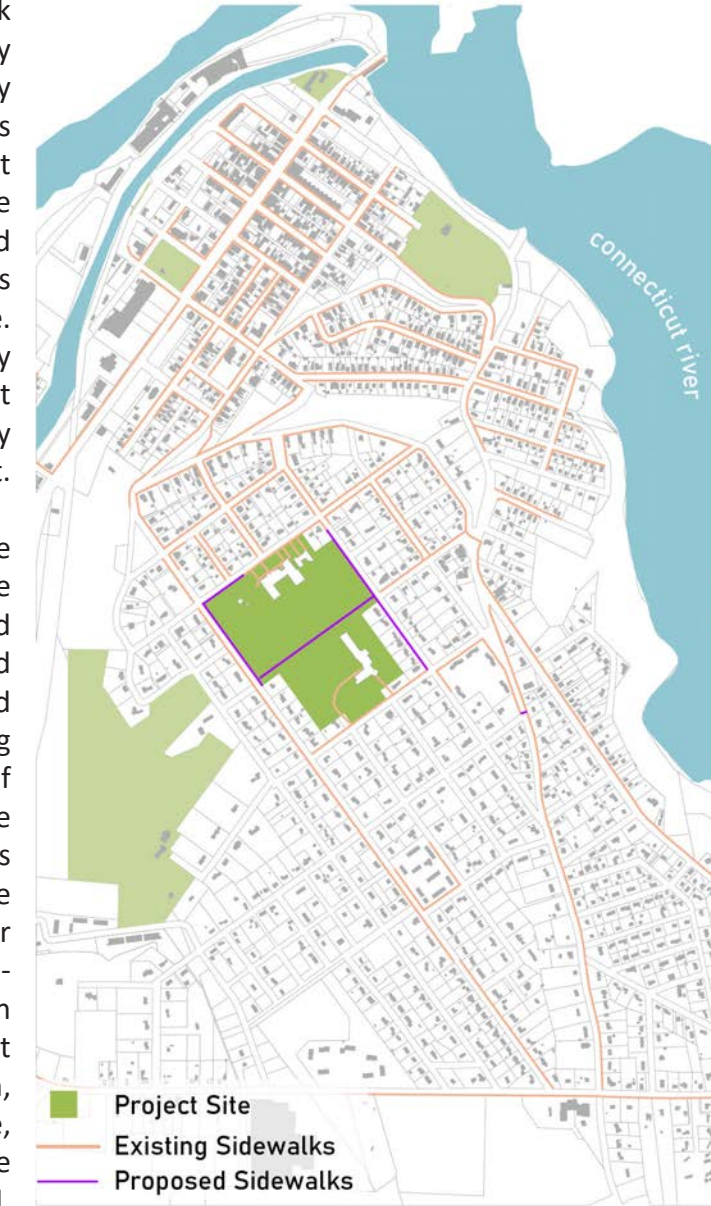 k
y
y
s
t
e
d
s
e.
y
t
y
t.
e
e
d
d
d
g
f
e
s
e
r
-
n
t
n,
e,
e
connecticut river
Project Site
Existing Sidewalks
Proposed Sidewalks